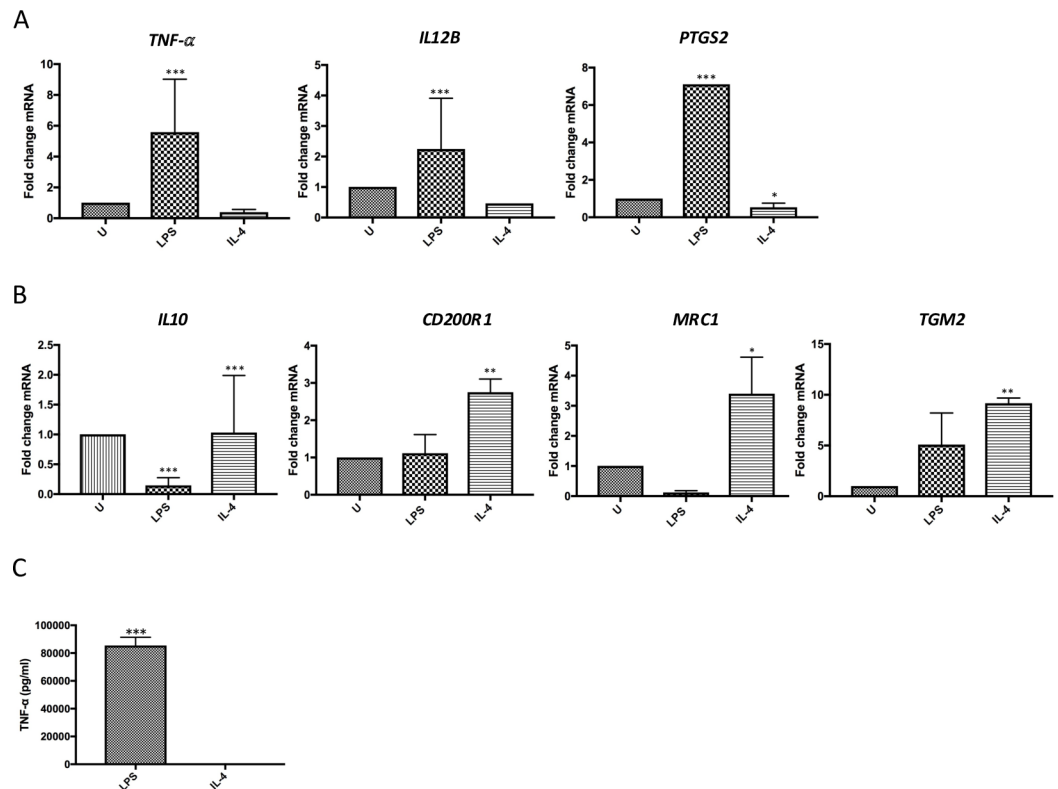 A
TNF-α
Fold change mRNA
10
8
6
4
2
0
***
U
LPS
IL-4
IL12B
Fold change mRNA
5
4
3
2
1
0
***
U
LPS
IL-4
PTGS2
Fold change mRNA
8
6
4
2
0
***
*
U
LPS
IL-4
B
IL10
Fold change mRNA
2.5
2.0
1.5
1.0
0.5
0.0
***
***
U
LPS
IL-4
CD200R1
Fold change mRNA
4
3
2
1
0
**
U
LPS
IL-4
MRC1
Fold change mRNA
5
4
3
2
1
0
*
U
LPS
IL-4
TGM2
Fold change mRNA
15
10
5
0
**
U
LPS
IL-4
C
TNF-α (pg/ml)
100000
80000
60000
40000
20000
0
***
LPS
IL-4